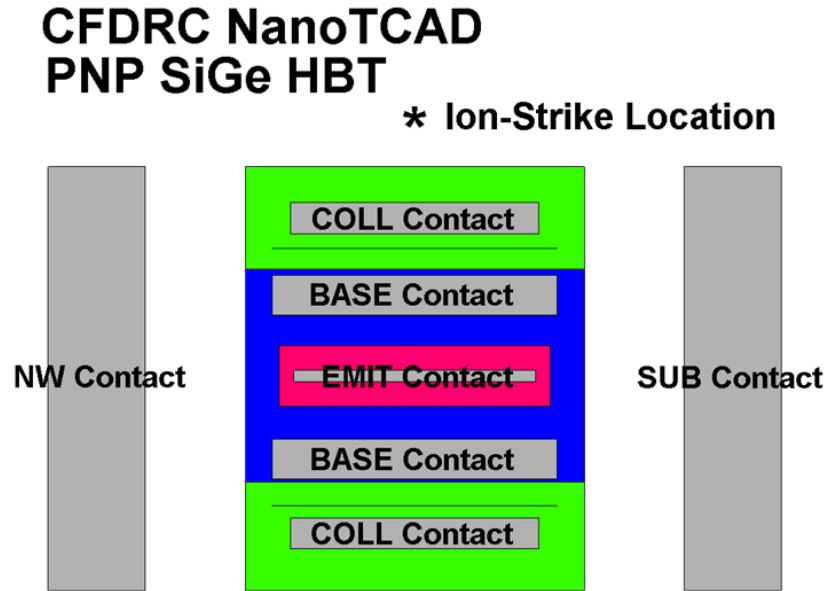 CFDRC NanoTCAD
PNP SiGe HBT
* Ion-Strike Location
COLL Contact
BASE Contact
NW Contact
EMIT Contact
SUB Contact
BASE Contact
COLL Contact